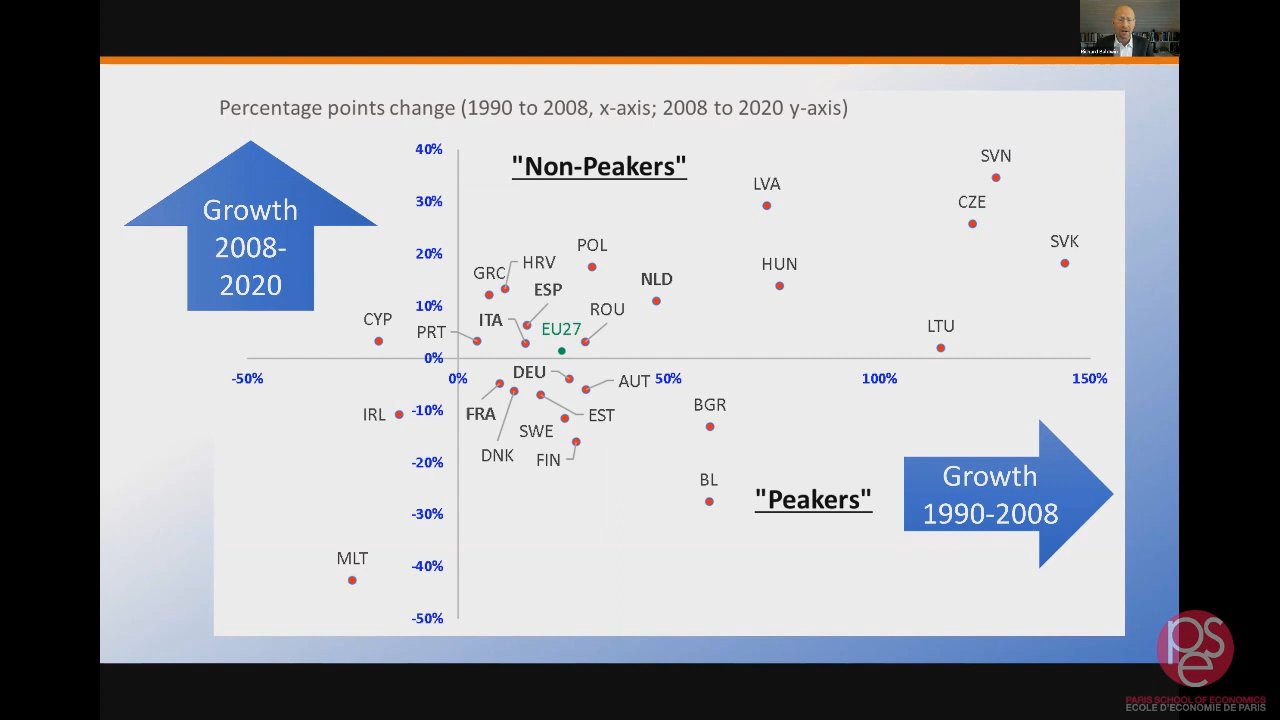 Richard Baldwin
Percentage points change (1990 to 2008, x-axis; 2008 to 2020 y-axis)
Growth
2008-
2020
"Non-Peakers"
40%
30%
20%
10%
0%
-10%
-20%
-30%
-40%
-50%
-50%
0%
50%
100%
150%
SVN
LVA
CZE
SVK
POL
HRV
GRC
HUN
NLD
ESP
ROU
ITA
EU27
CYP
PRT
LTU
DEU
AUT
IRL
FRA
EST
BGR
SWE
DNK
FIN
BL
MLT
"Peakers"
Growth
1990-2008
pse
PARIS SCHOOL OF ECONOMICS
ECOLE D'ECONOMIE DE PARIS